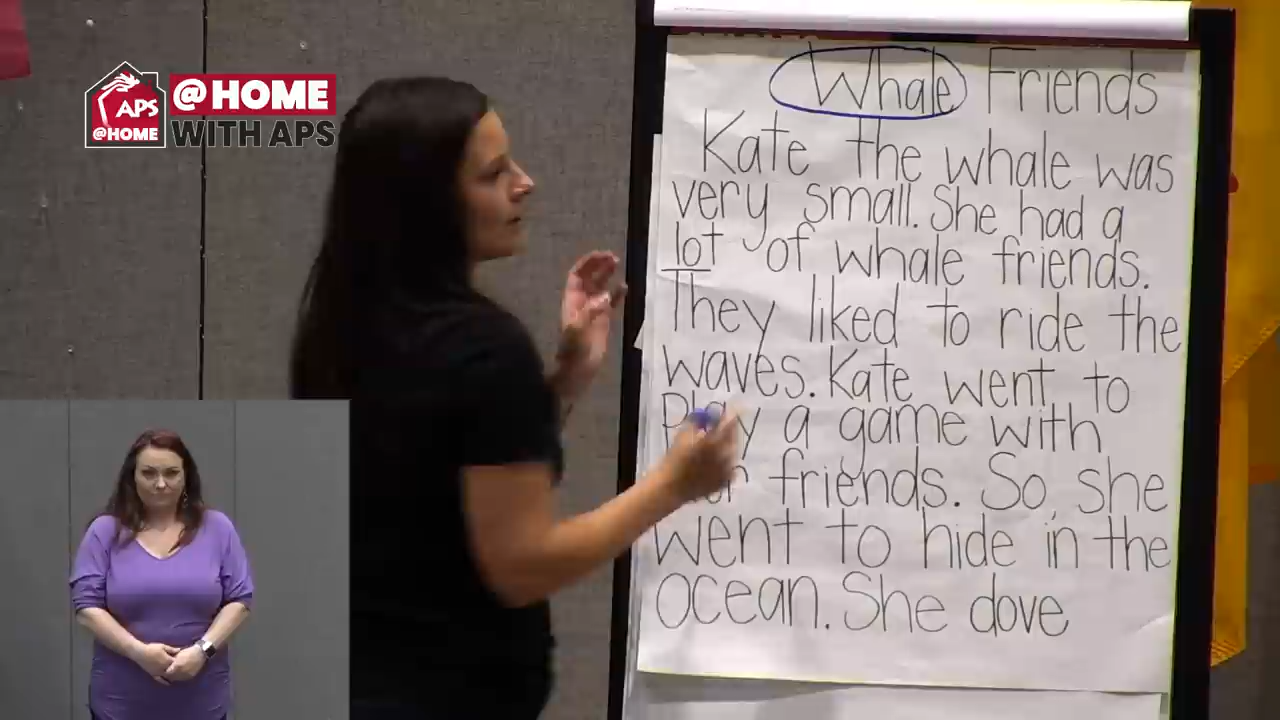 APS
@HOME
@HOME
WITH APS
Whale Friends
Kate the whale was
very small. She had a
lot of whale friends.
They liked to ride the
waves. Kate went to
Play a game with
friends. So, she
went to hide in the
ocean. She dove